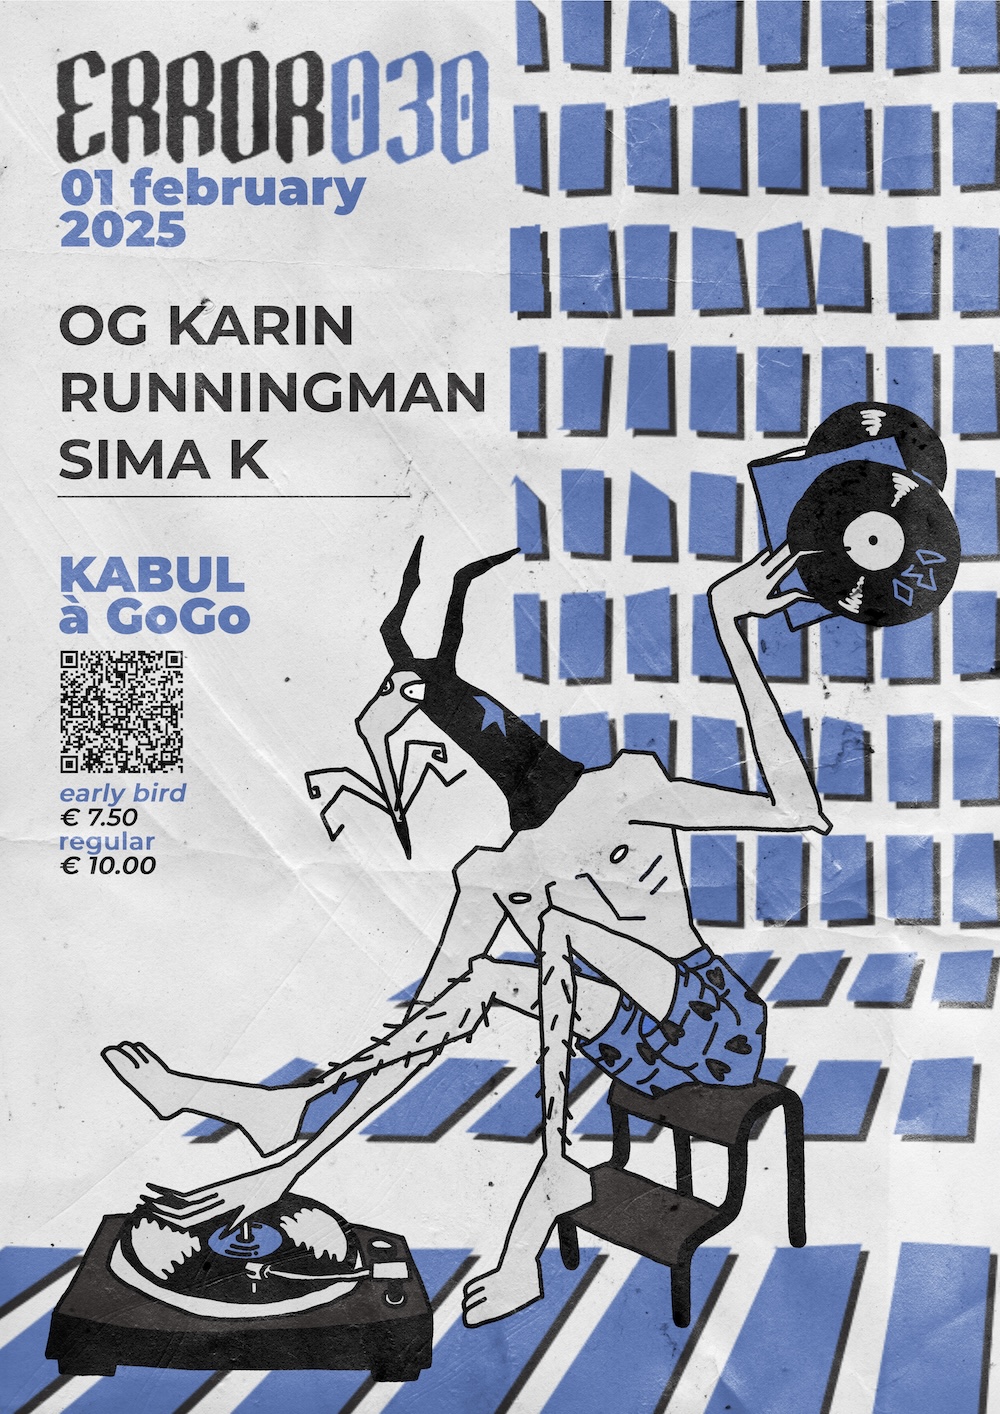 ERROR030
01 february
2025
OG KARIN
RUNNINGMAN
SIMA K
KABUL
à GoGo
early bird
€ 7.50
regular
€ 10.00